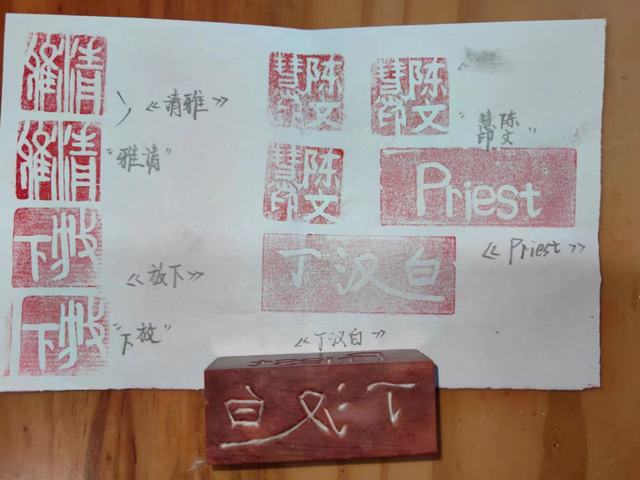 清雅
《清雅》
清雅
"雅清"
放下
《放下》
放下
"下放"
陈文慧印
陈文慧印
"陈文慧印"
陈文慧印
Priest
《Priest》
丁汉白
《丁汉白》
丁汉白